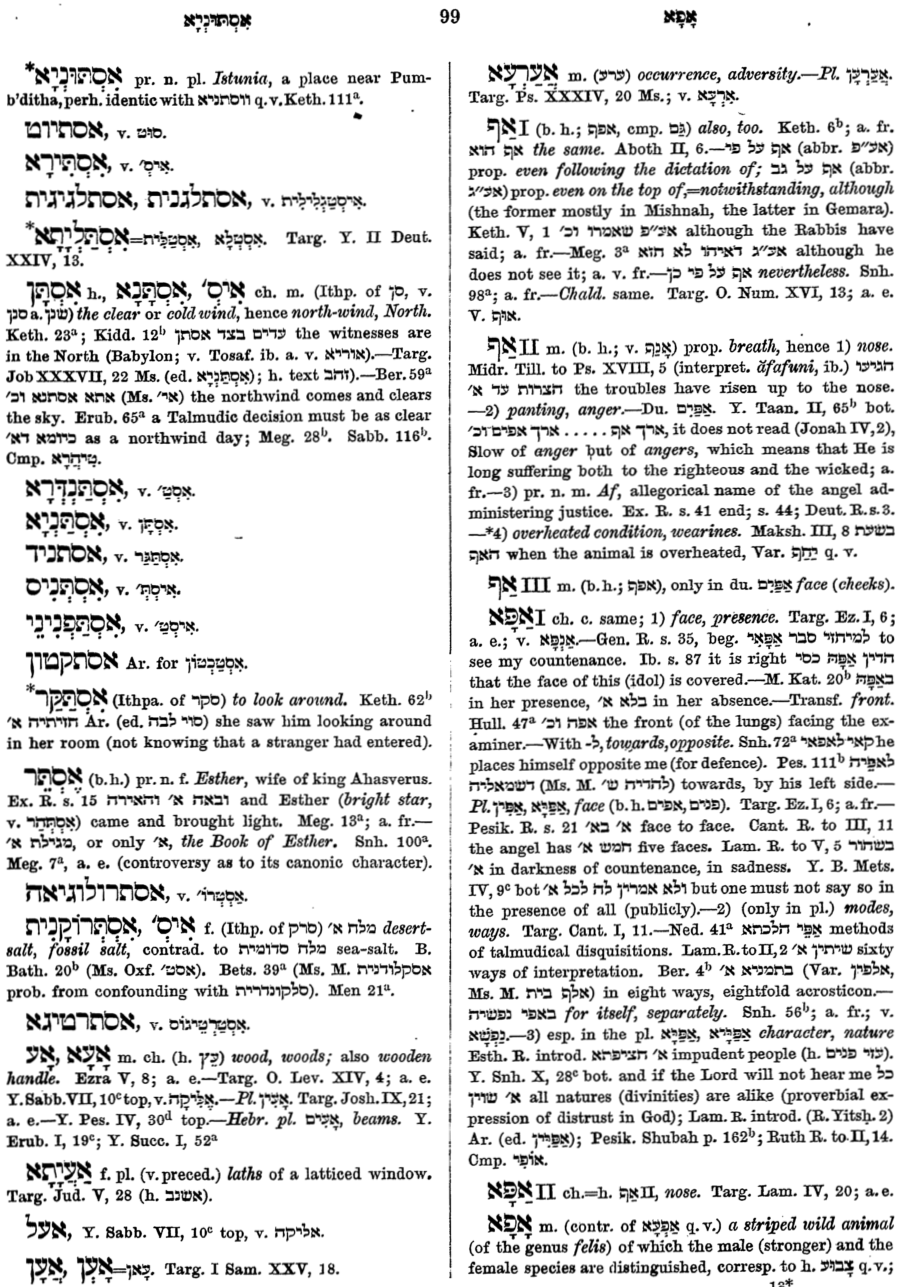 אִסְתּוּנְיָא 99 אַפָּא
*אִסְתּוּנְיָא pr. n. pl. Istunia, a place near Pum-
b'ditha, perh. identic with ווסתניא q. v. Keth. 111ª.
אסתיוט, v. סוט.
אִסְתִּירָא, v. אִיסְ'.
אסתלגנית, אסתלגיגית, v. אִיסְטַגְלִילִית.
*אִסְתַּלִּיתָא=אִסְטַלִּית, אִסְטְלָא. Targ. Y. II Deut.
XXIV, 13.
אִסְתָּן h., אִסְתָּנָא, אִיסְ' ch. m. (Ithp. of סן, v.
סנן a. שׁנן) the clear or cold wind, hence north-wind, North.
Keth. 23ª; Kidd. 12ᵇ עדים בצד אסתן the witnesses are
in the North (Babylon; v. Tosaf. ib. a. v. אוריא).—Targ.
Job XXXVII, 22 Ms. (ed. אִסְתַּנְיָא; h. text זהב).—Ber. 59ª
אתא אסתנא וכ' (Ms. אי') the northwind comes and clears
the sky. Erub. 65ª a Talmudic decision must be as clear
כיומא דא' as a northwind day; Meg. 28ᵇ. Sabb. 116ᵇ.
Cmp. טִיהֲרָא.
אִסְתַּנְדְּרָא, v. אִסְט'.
אִסְתַּנְיָא, v. אִסְתָּן.
אסתניד, v. אִסְתַּגַּר.
אִסְתְּנִיס, v. אִיסְתְּ'.
אִסְתַּפְנִינֵי, v. אִיסְט'.
אסתקטון Ar. for אִסְטַכְטוֹן.
*אִסְתַּקַּר (Ithpa. of סקר) to look around. Keth. 62ᵇ
חזיתיה א' Ar. (ed. סוי לבה) she saw him looking around
in her room (not knowing that a stranger had entered).
אֶסְתֵּר (b. h.) pr. n. f. Esther, wife of king Ahasverus.
Ex. R. s. 15 ובאה א' והאירה and Esther (bright star,
v. אִסְתְּהַר) came and brought light. Meg. 13ª; a. fr.—
מגילת א', or only א', the Book of Esther. Snh. 100ª.
Meg. 7ª, a. e. (controversy as to its canonic character).
אסתרולוגיאה, v. אִסְטְרוֹ'.
אִסְתְּרוֹקָנִית, אִיסְ' f. (Ithp. of סרק) מלח א' desert-
salt, fossil salt, contrad. to מלח סדומית sea-salt. B.
Bath. 20ᵇ (Ms. Oxf. אסט'). Bets. 39ª (Ms. M. אסקלודנית
prob. from confounding with סלקונדרית). Men 21ª.
אסתרטיגא, v. אִסְטְרַטֵיגוֹס.
אָע, אָעָא m. ch. (h. עֵץ) wood, woods; also wooden
handle. Ezra V, 8; a. e.—Targ. O. Lev. XIV, 4; a. e.
Y. Sabb. VII, 10ᶜ top, v. אֲלִיקָה.—Pl. אָעִין. Targ. Josh. IX, 21;
a. e.—Y. Pes. IV, 30ᵈ top.—Hebr. pl. אָעִים, beams. Y.
Erub. I, 19ᶜ; Y. Succ. I, 52ª
אַעֲיָתָא f. pl. (v. preced.) laths of a latticed window.
Targ. Jud. V, 28 (h. אשנב).
אעל, Y. Sabb. VII, 10ᶜ top, v. אליקה.
אָעָן, אֲעָן=כָּאן. Targ. I Sam. XXV, 18.
אֲעַרְעָא m. (ערע) occurrence, adversity.—Pl. אֲעַרְעָן.
Targ. Ps. XXXIV, 20 Ms.; v. אִרְעָא.
אַף I (b. h.; אפף, cmp. גַּם) also, too. Keth. 6ᵇ; a. fr.
אף הוא the same. Aboth II, 6.—אף על פי (abbr. אע״פ)
prop. even following the dictation of; אף על גב (abbr.
אע״ג) prop. even on the top of,=notwithstanding, although
(the former mostly in Mishnah, the latter in Gemara).
Keth. V, 1 אע״פ שאמרו וכ' although the Rabbis have
said; a. fr.—Meg. 3ª אע״ג דאיהו לא חזא although he
does not see it; a. v. fr.—אף על פי כן nevertheless. Snh.
98ª; a. fr.—Chald. same. Targ. O. Num. XVI, 13; a. e.
V. אוּף.
אַף II m. (b. h.; v. אֲנַף) prop. breath, hence 1) nose.
Midr. Till. to Ps. XVIII, 5 (interpret. ăfafuni, ib.) הגיעו
הצרות עד א' the troubles have risen up to the nose.
—2) panting, anger.—Du. אַפַּיִם. Y. Taan. II, 65ᵇ bot.
ארך אף ..... ארך אפים וכ', it does not read (Jonah IV, 2),
Slow of anger but of angers, which means that He is
long suffering both to the righteous and the wicked; a.
fr.—3) pr. n. m. Af, allegorical name of the angel ad-
ministering justice. Ex. R. s. 41 end; s. 44; Deut. R. s. 3.
—*4) overheated condition, wearines. Maksh. III, 8 בשעת
האף when the animal is overheated, Var. יָחֵף q. v.
אַף III m. (b. h.; אפף), only in du. אַפַּיִם face (cheeks).
אַפָּא I ch. c. same; 1) face, presence. Targ. Ez. I, 6;
a. e.; v. אַנְפָּא.—Gen. R. s. 35, beg. למיחזי סבר אַפָּאי to
see my countenance. Ib. s. 87 it is right הדין אַפָּהּ כסי
that the face of this (idol) is covered.—M. Kat. 20ᵇ בְּאַפָּהּ
in her presence, בלא א' in her absence.—Transf. front.
Hull. 47ª אפה וכ' the front (of the lungs) facing the ex-
aminer.—With ל-, towards, opposite. Snh. 72ª קאי לאפאי he
places himself opposite me (for defence). Pes. 111ᵇ לאפיה
דשמאליה (Ms. M. להדית ש') towards, by his left side.—
Pl. אַפִּין, אַפַּיָּא, face (b. h. פנים, אפים). Targ. Ez. I, 6; a. fr.—
Pesik. R. s. 21 א' בא' face to face. Cant. R. to III, 11
the angel has חמש א' five faces. Lam. R. to V, 5 בשחור
א' in darkness of countenance, in sadness. Y. B. Mets.
IV, 9ᶜ bot ולא אמרין לה לכל א' but one must not say so in
the presence of all (publicly).—2) (only in pl.) modes,
ways. Targ. Cant. I, 11.—Ned. 41ª אַפֵּי הלכתא methods
of talmudical disquisitions. Lam. R. to II, 2 שיתין א' sixty
ways of interpretation. Ber. 4ᵇ בתמניא א' (Var. אלפין,
Ms. M. אלף בית) in eight ways, eightfold acrosticon.—
באפי נפשיה for itself, separately. Snh. 56ᵇ; a. fr.; v.
נַפְשָׁא.—3) esp. in the pl. אַפַּיָּא, אַפַּיָּא character, nature
Esth. R. introd. א' חציפתא impudent people (h. עזי פנים).
Y. Snh. X, 28ᶜ bot. and if the Lord will not hear me כל
א' שוין all natures (divinities) are alike (proverbial ex-
pression of distrust in God); Lam. R. introd. (R. Yitsh. 2)
Ar. (ed. אַפַּיִין); Pesik. Shubah p. 162ᵇ; Ruth R. to II, 14.
Cmp. אוֹפִי.
אַפָּא II ch.=h. אַף II, nose. Targ. Lam. IV, 20; a. e.
אַפָּא m. (contr. of אַפְעָא q. v.) a striped wild animal
(of the genus felis) of which the male (stronger) and the
female species are distinguished, corresp. to h. צָבוּעַ q. v.;